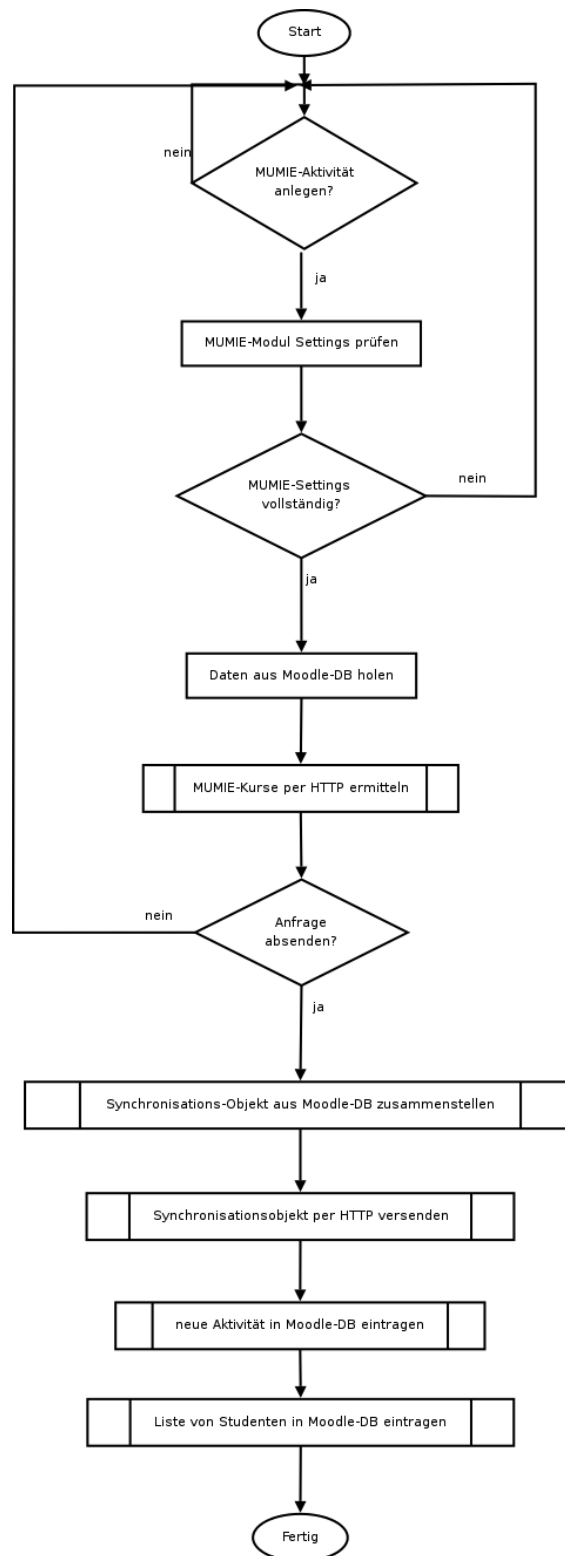 Start
nein
MUMIE-Aktivität
anlegen?
ja
MUMIE-Modul Settings prüfen
MUMIE-Settings
vollständig?
nein
ja
Daten aus Moodle-DB holen
MUMIE-Kurse per HTTP ermitteln
nein
Anfrage
absenden?
ja
Synchronisations-Objekt aus Moodle-DB zusammenstellen
Synchronisationsobjekt per HTTP versenden
neue Aktivität in Moodle-DB eintragen
Liste von Studenten in Moodle-DB eintragen
Fertig